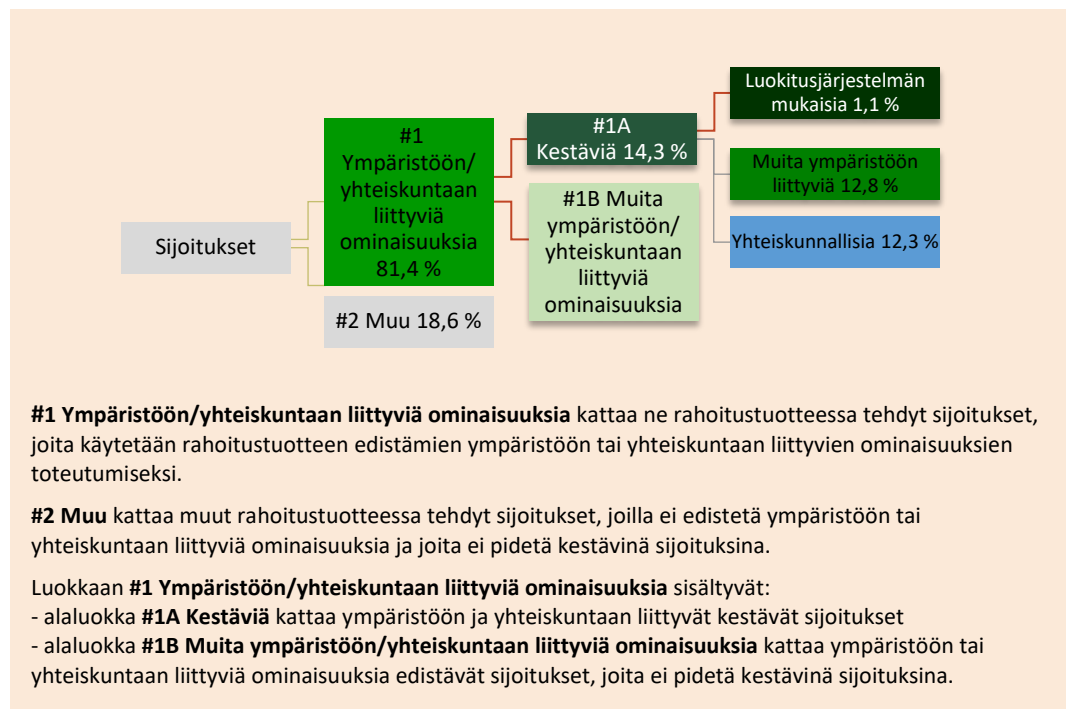 Sijoitukset
#1
Ympäristöön/
yhteiskuntaan
liittyviä
ominaisuuksia
81,4 %
#2 Muu 18,6 %
#1A
Kestäviä 14,3 %
#1B Muita
ympäristöön/
yhteiskuntaan
liittyviä
ominaisuuksia
Luokitusjärjestelmän
mukaisia 1,1 %
Muita ympäristöön
liittyviä 12,8 %
Yhteiskunnallisia 12,3 %
#1 Ympäristöön/yhteiskuntaan liittyviä ominaisuuksia kattaa ne rahoitustuotteessa tehdyt sijoitukset,
joita käytetään rahoitustuotteen edistämien ympäristöön tai yhteiskuntaan liittyvien ominaisuuksien
toteutumiseksi.
#2 Muu kattaa muut rahoitustuotteessa tehdyt sijoitukset, joilla ei edistetä ympäristöön tai
yhteiskuntaan liittyviä ominaisuuksia ja joita ei pidetä kestävinä sijoituksina.
Luokkaan #1 Ympäristöön/yhteiskuntaan liittyviä ominaisuuksia sisältyvät:
- alaluokka #1A Kestäviä kattaa ympäristöön ja yhteiskuntaan liittyvät kestävät sijoitukset
- alaluokka #1B Muita ympäristöön/yhteiskuntaan liittyviä ominaisuuksia kattaa ympäristöön tai
yhteiskuntaan liittyviä ominaisuuksia edistävät sijoitukset, joita ei pidetä kestävinä sijoituksina.